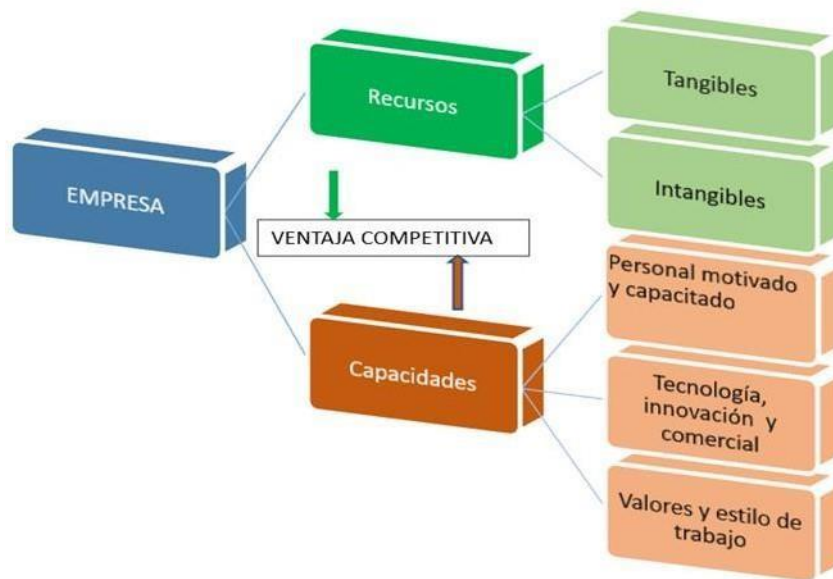 EMPRESA
Recursos
Tangibles
Intangibles
VENTAJA COMPETITIVA
Capacidades
Personal motivado
y capacitado
Tecnología,
innovación y
comercial
Valores y estilo de
trabajo